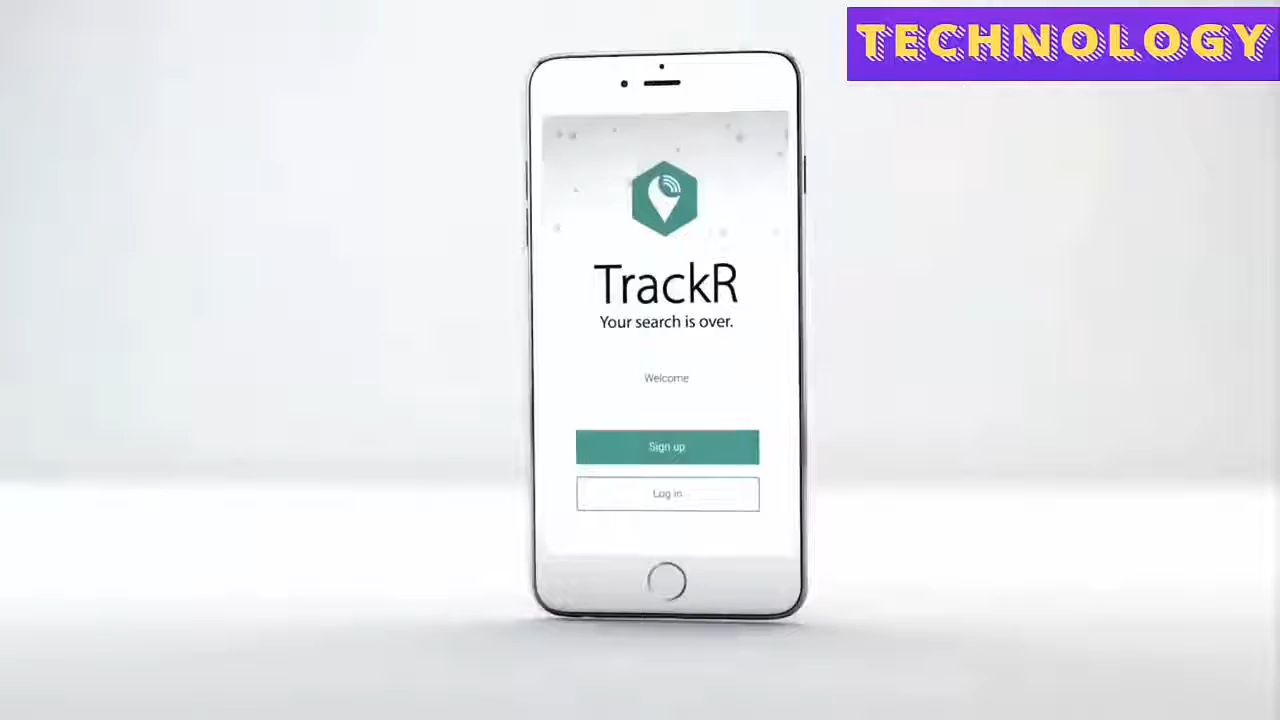 TECHNOLOGY
TrackR
Your search is over.
Welcome
Sign up
Log in